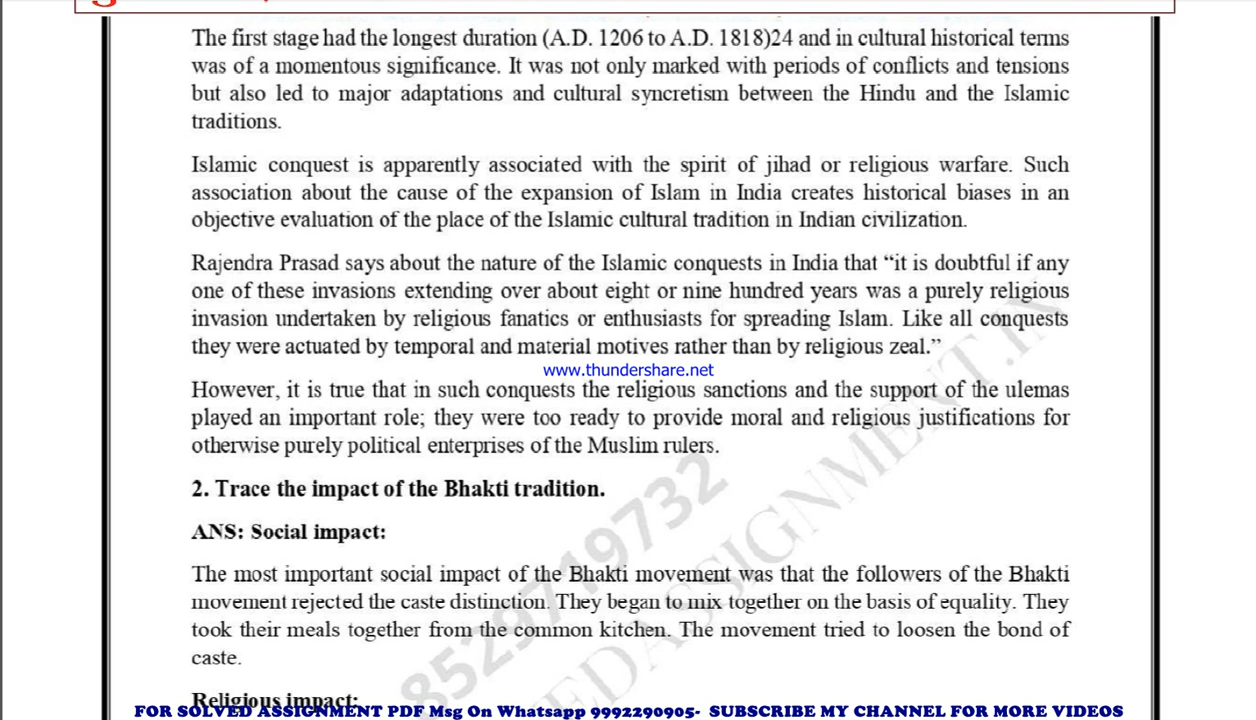 The first stage had the longest duration (A.D. 1206 to A.D. 1818)24 and in cultural historical terms
was of a momentous significance. It was not only marked with periods of conflicts and tensions
but also led to major adaptations and cultural syncretism between the Hindu and the Islamic
traditions.
Islamic conquest is apparently associated with the spirit of jihad or religious warfare. Such
association about the cause of the expansion of Islam in India creates historical biases in an
objective evaluation of the place of the Islamic cultural tradition in Indian civilization.
Rajendra Prasad says about the nature of the Islamic conquests in India that “it is doubtful if any
one of these invasions extending over about eight or nine hundred years was a purely religious
invasion undertaken by religious fanatics or enthusiasts for spreading Islam. Like all conquests
they were actuated by temporal and material motives rather than by religious zeal.”
www.thundershare.net
However, it is true that in such conquests the religious sanctions and the support of the ulemas
played an important role; they were too ready to provide moral and religious justifications for
otherwise purely political enterprises of the Muslim rulers.
2. Trace the impact of the Bhakti tradition.
ANS: Social impact:
The most important social impact of the Bhakti movement was that the followers of the Bhakti
movement rejected the caste distinction. They began to mix together on the basis of equality. They
took their meals together from the common kitchen. The movement tried to loosen the bond of
caste.
Religious impact:
FOR SOLVED ASSIGNMENT PDF Msg On Whatsapp 9992290905- SUBSCRIBE MY CHANNEL FOR MORE VIDEOS
8529719732
EDASSIGNMENT.IN